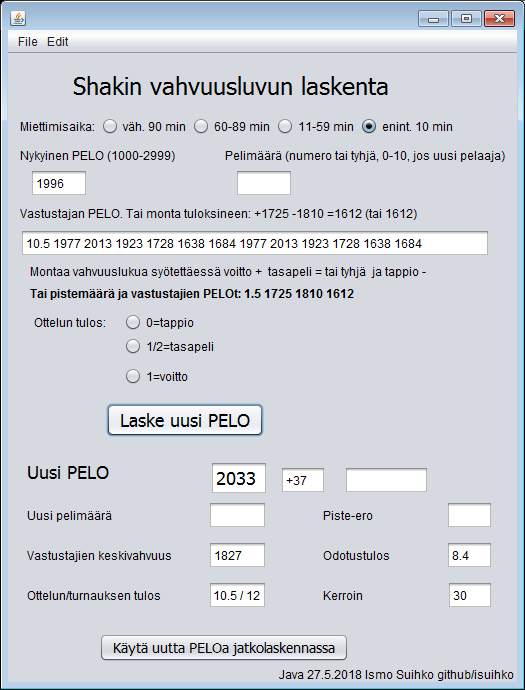 File Edit
Shakin vahvuusluvun laskenta
Miettimisaika: väh. 90 min 60-89 min 11-59 min enint. 10 min
Nykyinen PELO (1000-2999) Pelimäärä (numero tai tyhjä, 0-10, jos uusi pelaaja)
1996
Vastustajan PELO. Tai monta tuloksineen: +1725 -1810 =1612 (tai 1612)
10.5 1977 2013 1923 1728 1638 1684 1977 2013 1923 1728 1638 1684
Montaa vahvuuslukua syötettäessä voitto + tasapeli = tai tyhjä ja tappio -
Tai pistemäärä ja vastustajien PELOt: 1.5 1725 1810 1612
Ottelun tulos: 0=tappio
1/2=tasapeli
1=voitto
Laske uusi PELO
Uusi PELO 2033 +37
Uusi pelimäärä Piste-ero
Vastustajien keskivahvuus 1827 Odotustulos 8.4
Ottelun/turnauksen tulos 10.5 / 12 Kerroin 30
Käytä uutta PELOa jatkolaskennassa
Java 27.5.2018 Ismo Suihko github/isuihko